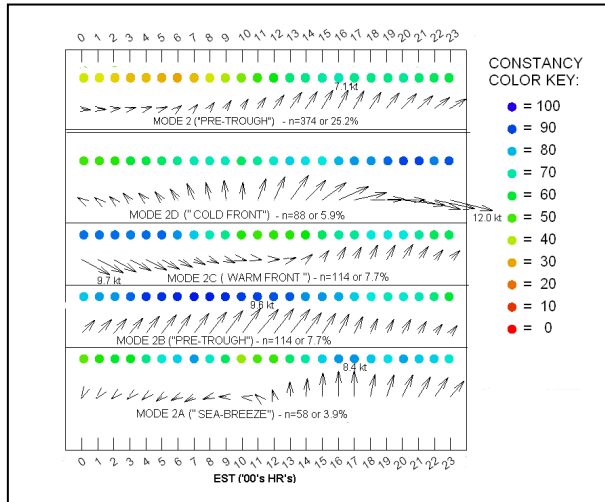 0 1 2 3 4 5 6 7 8 9 10 11 12 13 14 15 16 17 18 19 20 21 22 23
CONSTANCY
COLOR KEY:
= 100
= 90
= 80
= 70
= 60
= 50
= 40
= 30
= 20
= 10
= 0
7.11kt
MODE 2 ("PRE-TROUGH") - n=374 or 25.2%
MODE 2D ("COLD FRONT") - n=88 or 5.9%
12.0 kt
9.7 kt
MODE 2C ( WARM FRONT") - n=114 or 7.7%
9.6 kt
MODE 2B ("PRE-TROUGH") - n=114 or 7.7%
8.4 kt
MODE 2A ("SEA-BREEZE") - n=58 or 3.9%
0 1 2 3 4 5 6 7 8 9 10 11 12 13 14 15 16 17 18 19 20 21 22 23
EST ('00's HR's)